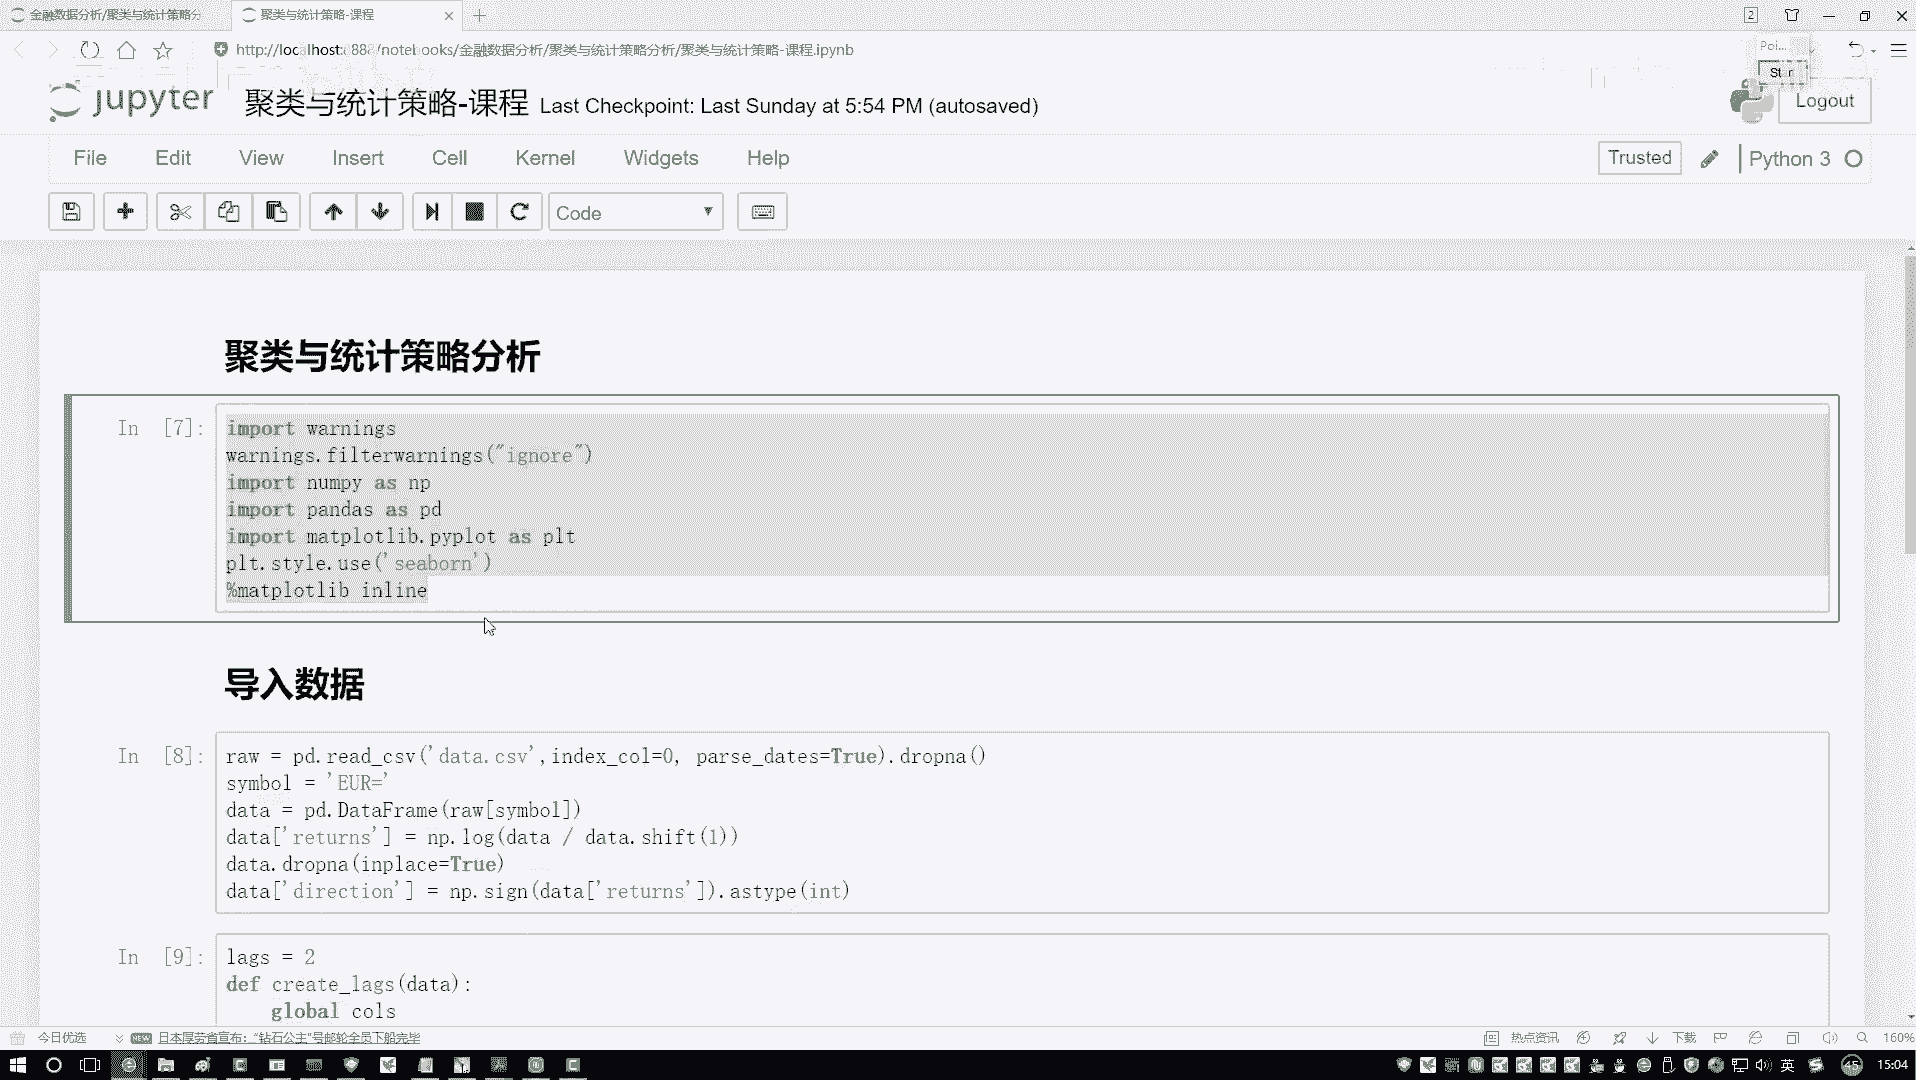 金融数据分析/聚类与统计策略分
聚类与统计策略-课程
2
http://localhost:888/notebooks/金融数据分析/聚类与统计策略分析/聚类与统计策略-课程.ipynb
Poi...
jupyter
聚类与统计策略-课程
Last Checkpoint: Last Sunday at 5:54 PM (autosaved)
Logout
File Edit View Insert Cell Kernel Widgets Help
Trusted
Python 3
Code
聚类与统计策略分析
In [7]:
import warnings
warnings.filterwarnings("ignore")
import numpy as np
import pandas as pd
import matplotlib.pyplot as plt
plt.style.use('seaborn')
%matplotlib inline
导入数据
In [8]:
raw = pd.read_csv('data.csv',index_col=0, parse_dates=True).dropna()
symbol = 'EUR='
data = pd.DataFrame(raw[symbol])
data['returns'] = np.log(data / data.shift(1))
data.dropna(inplace=True)
data['direction'] = np.sign(data['returns']).astype(int)
In [9]:
lags = 2
def create_lags(data):
global cols
今日优选
NEW
日本厚劳省宣布：“钻石公主”号邮轮全员下船完毕
热点资讯
下载
160%
英
45
15:04